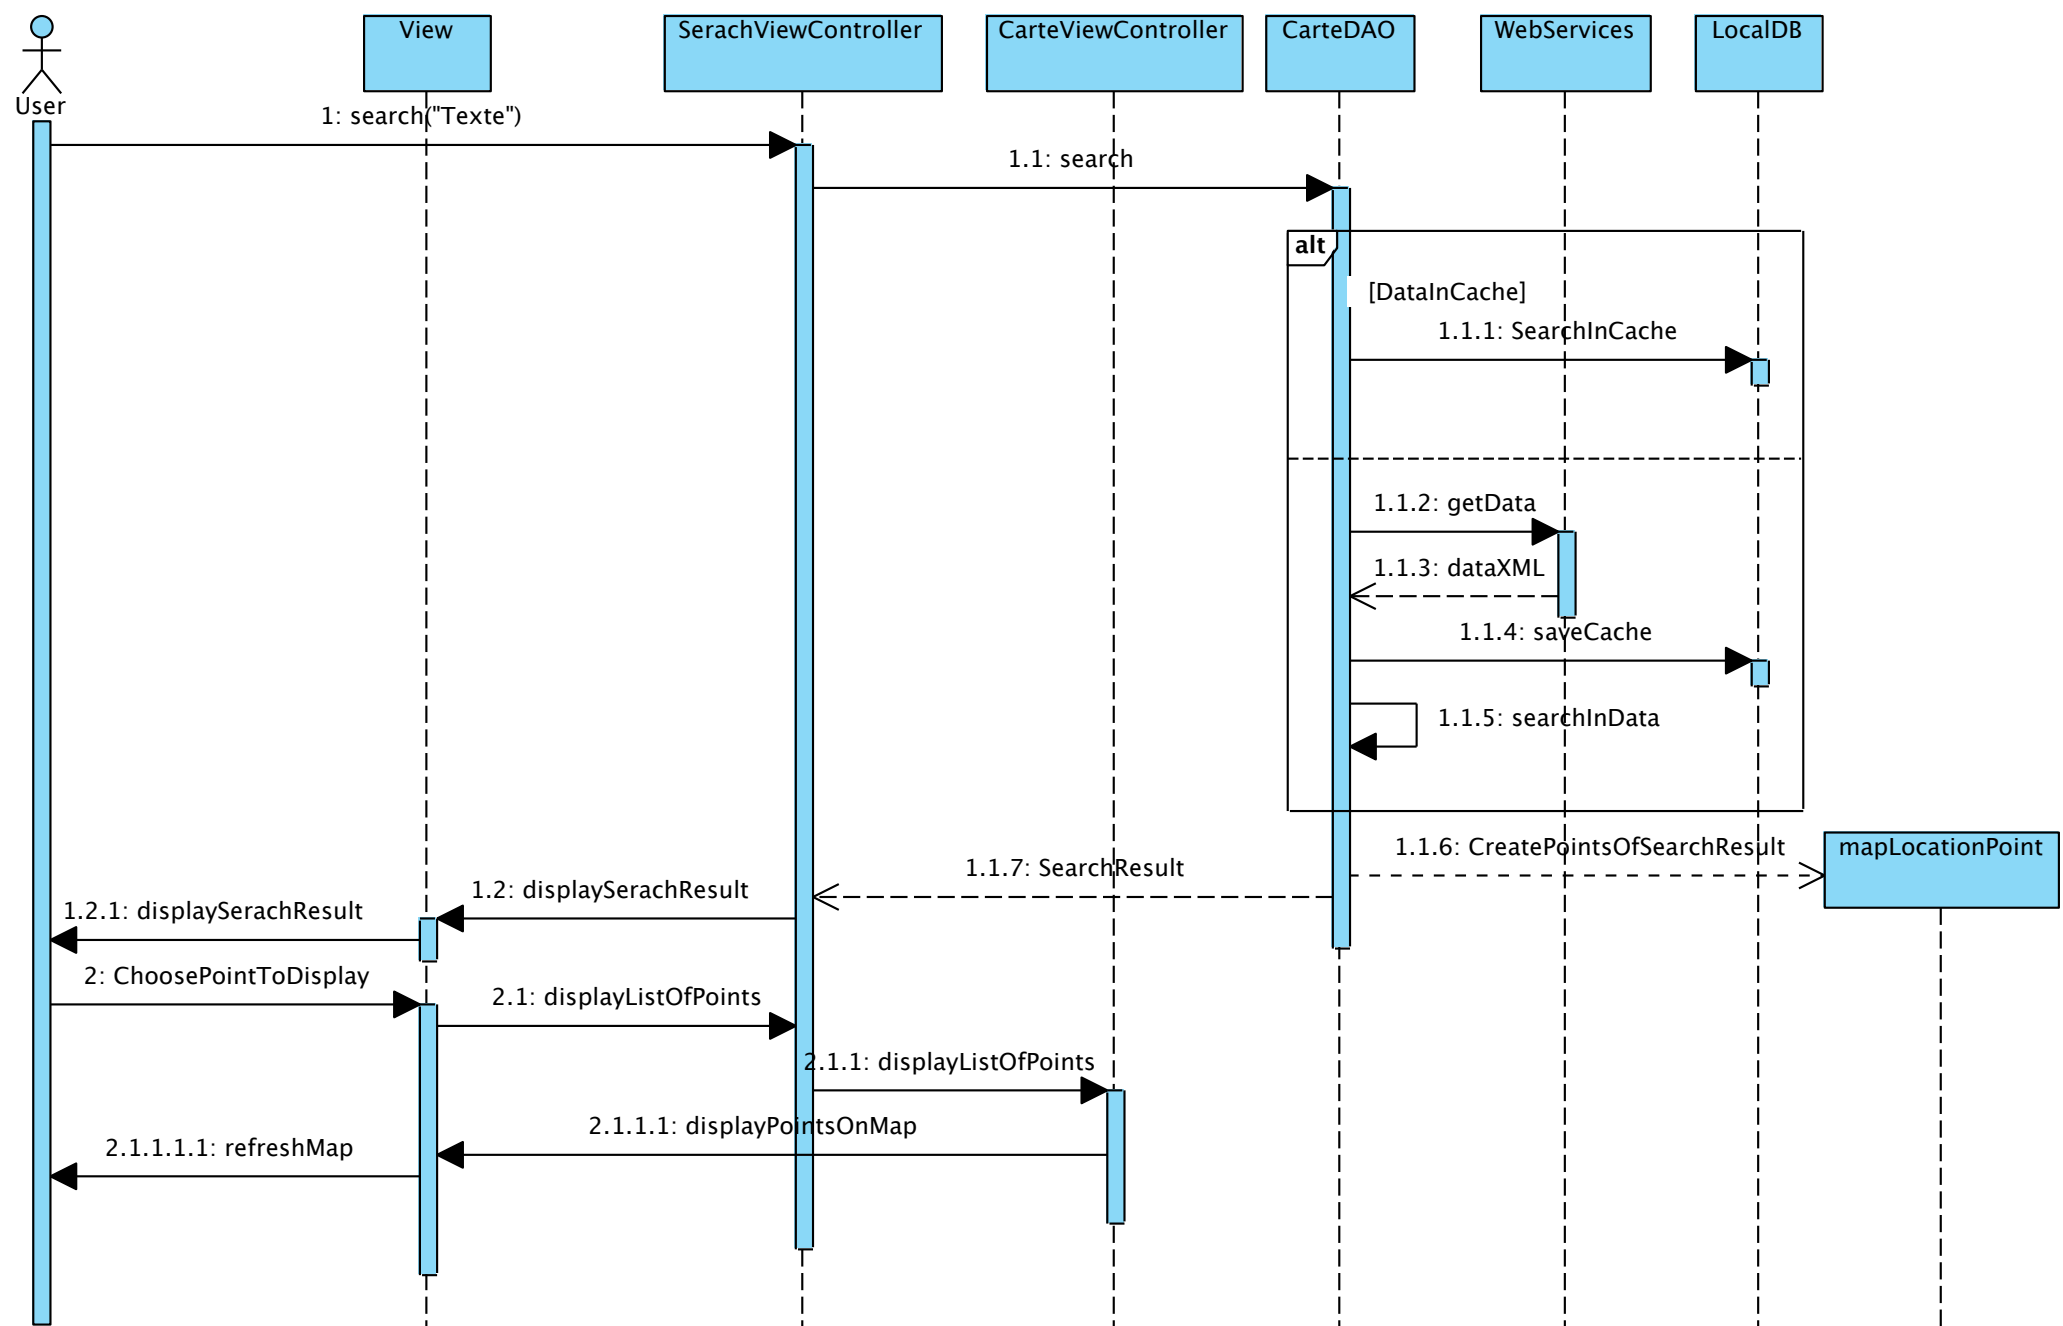 User
View
SerachViewController
CarteViewController
CarteDAO
WebServices
LocalDB
1: search("Texte")
1.1: search
alt
[DataInCache]
1.1.1: SearchInCache
1.1.2: getData
1.1.3: dataXML
1.1.4: saveCache
1.1.5: searchInData
1.1.6: CreatePointsOfSearchResult
mapLocationPoint
1.1.7: SearchResult
1.2: displaySerachResult
1.2.1: displaySerachResult
2: ChoosePointToDisplay
2.1: displayListOfPoints
2.1.1: displayListOfPoints
2.1.1.1: displayPointsOnMap
2.1.1.1.1: refreshMap